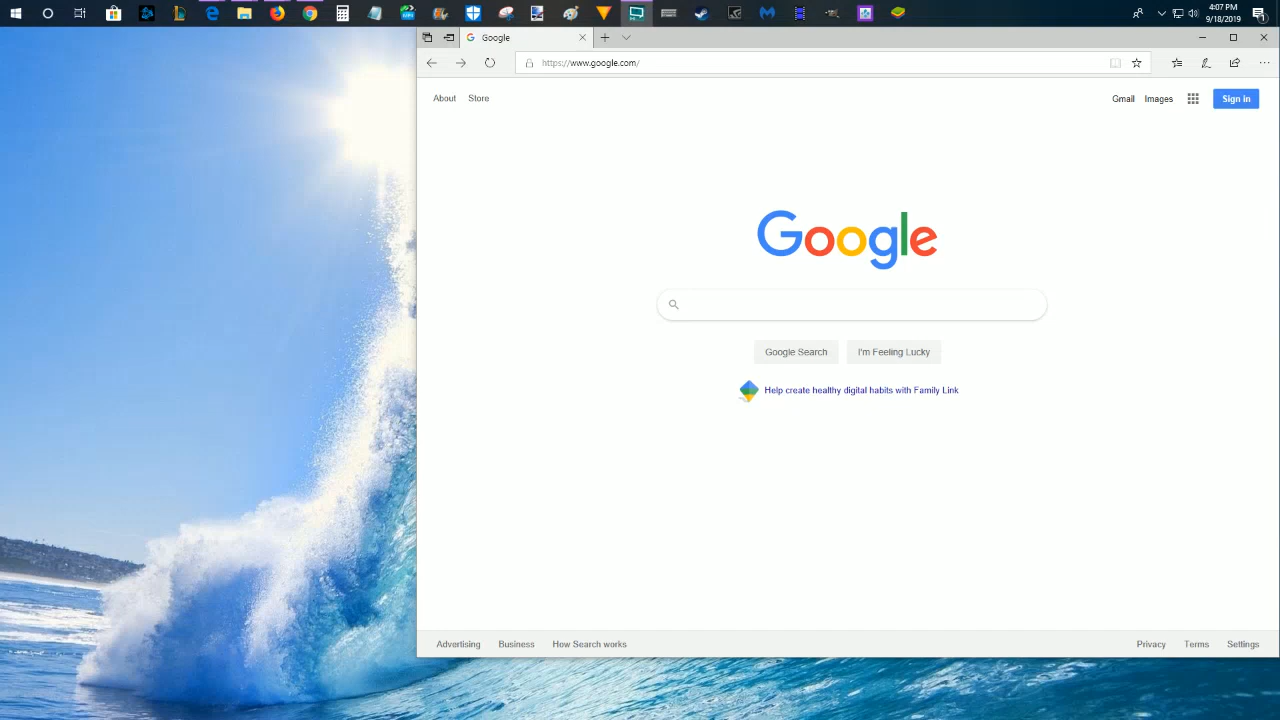 4:07 PM
9/18/2019
Google
https://www.google.com/
About Store
Gmail Images Sign in
Google
Google Search I'm Feeling Lucky
Help create healthy digital habits with Family Link
Advertising Business How Search works
Privacy Terms Settings